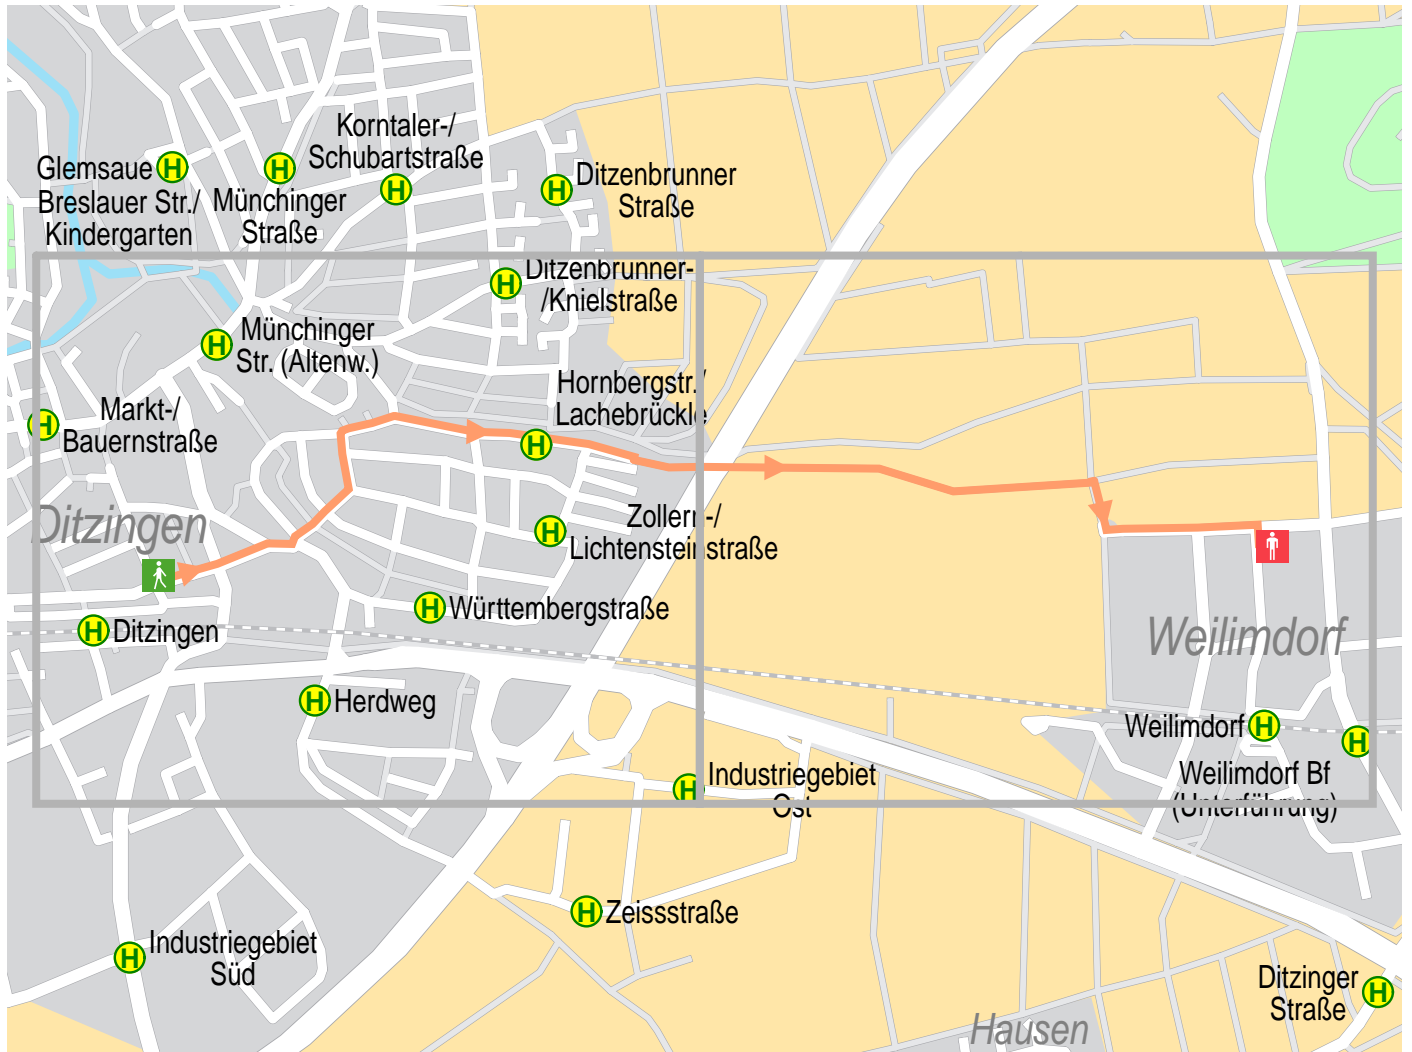 Korntaler-/
Schubartstraße
Glemsaue
H
H
H
H
Ditzenbrunner
Straße
Breslauer Str./
Kindergarten
Münchinger
Straße
H
Ditzenbrunner-
/Knielstraße
H
Münchinger
Str. (Altenw.)
Hornbergstr./
Lachebrückle
H
Markt-/
Bauernstraße
H
Ditzingen
H
Zollern-/
Lichtensteinstraße
H
Württembergstraße
H
Ditzingen
Weilimdorf
H
Herdweg
Weilimdorf
H
H
Weilimdorf Bf
(Unterführung)
H
Industriegebiet
Ost
H
Zeissstraße
H
Industriegebiet
Süd
Ditzinger
Straße
H
Hausen